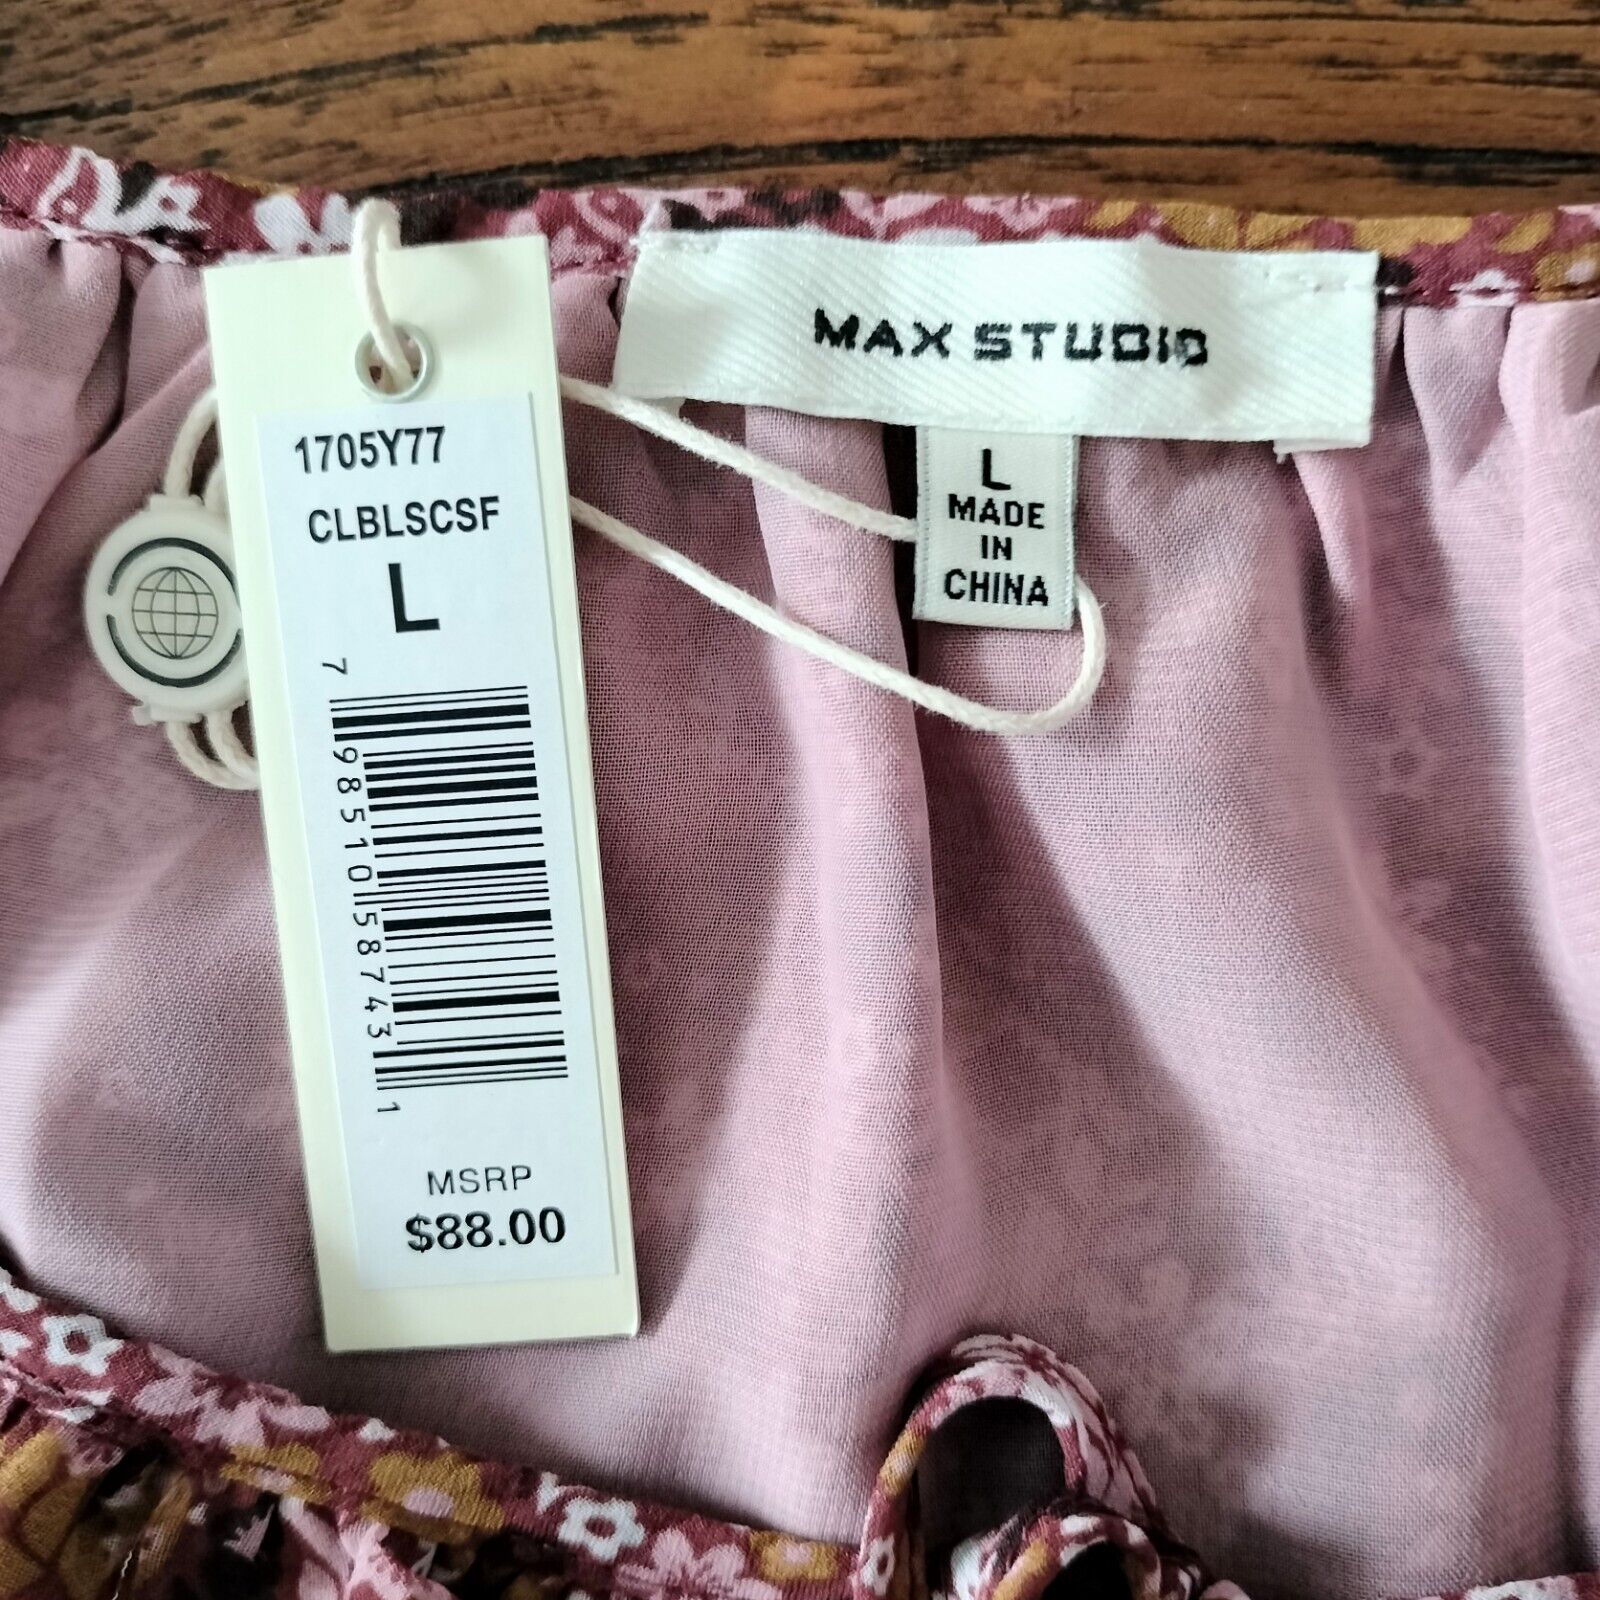 1705Y77
CLBLSCSF
L
7 98510 58743 1
MSRP
$88.00
MAX STUDIO
L
MADE
IN
CHINA